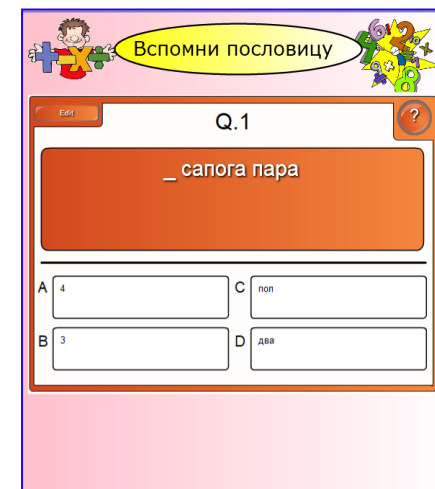 Вспомни пословицу
Edit
Q.1
?
_ сапога пара
A 4
C пол
B 3
D два